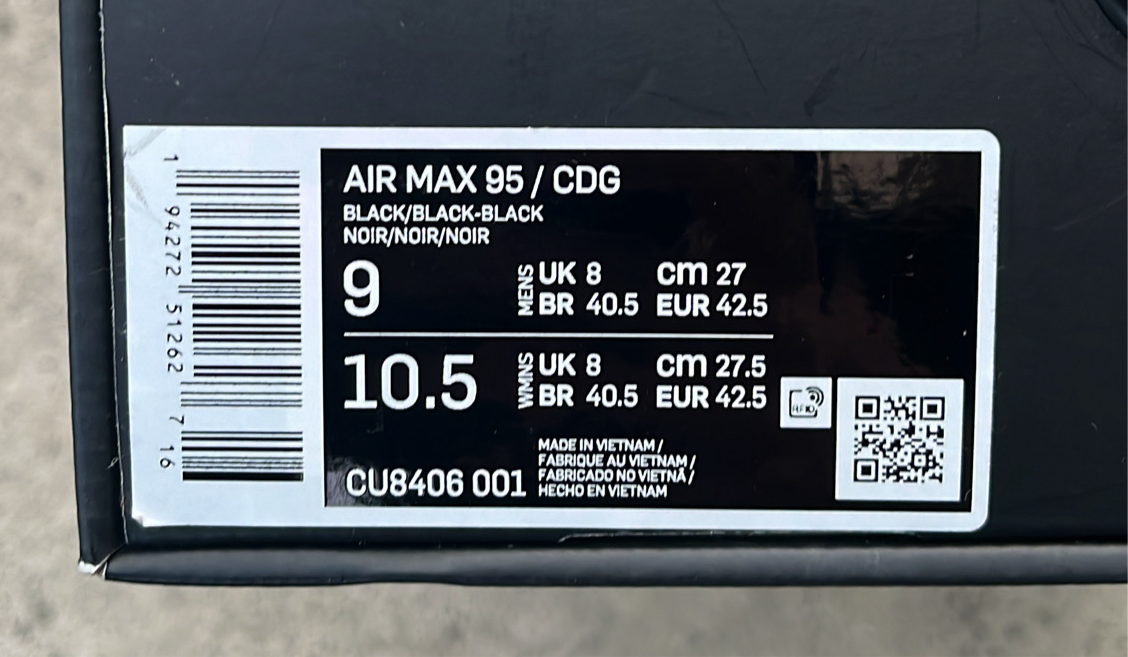 1 94272 51262 7 16
AIR MAX 95 / CDG
BLACK/BLACK-BLACK
NOIR/NOIR/NOIR
9 MENS UK 8 cm 27
BR 40.5 EUR 42.5
10.5 WMNS UK 8 cm 27.5
BR 40.5 EUR 42.5
RFID
MADE IN VIETNAM /
FABRIQUE AU VIETNAM /
FABRICADO NO VIETNÃ /
HECHO EN VIETNAM
CU8406 001